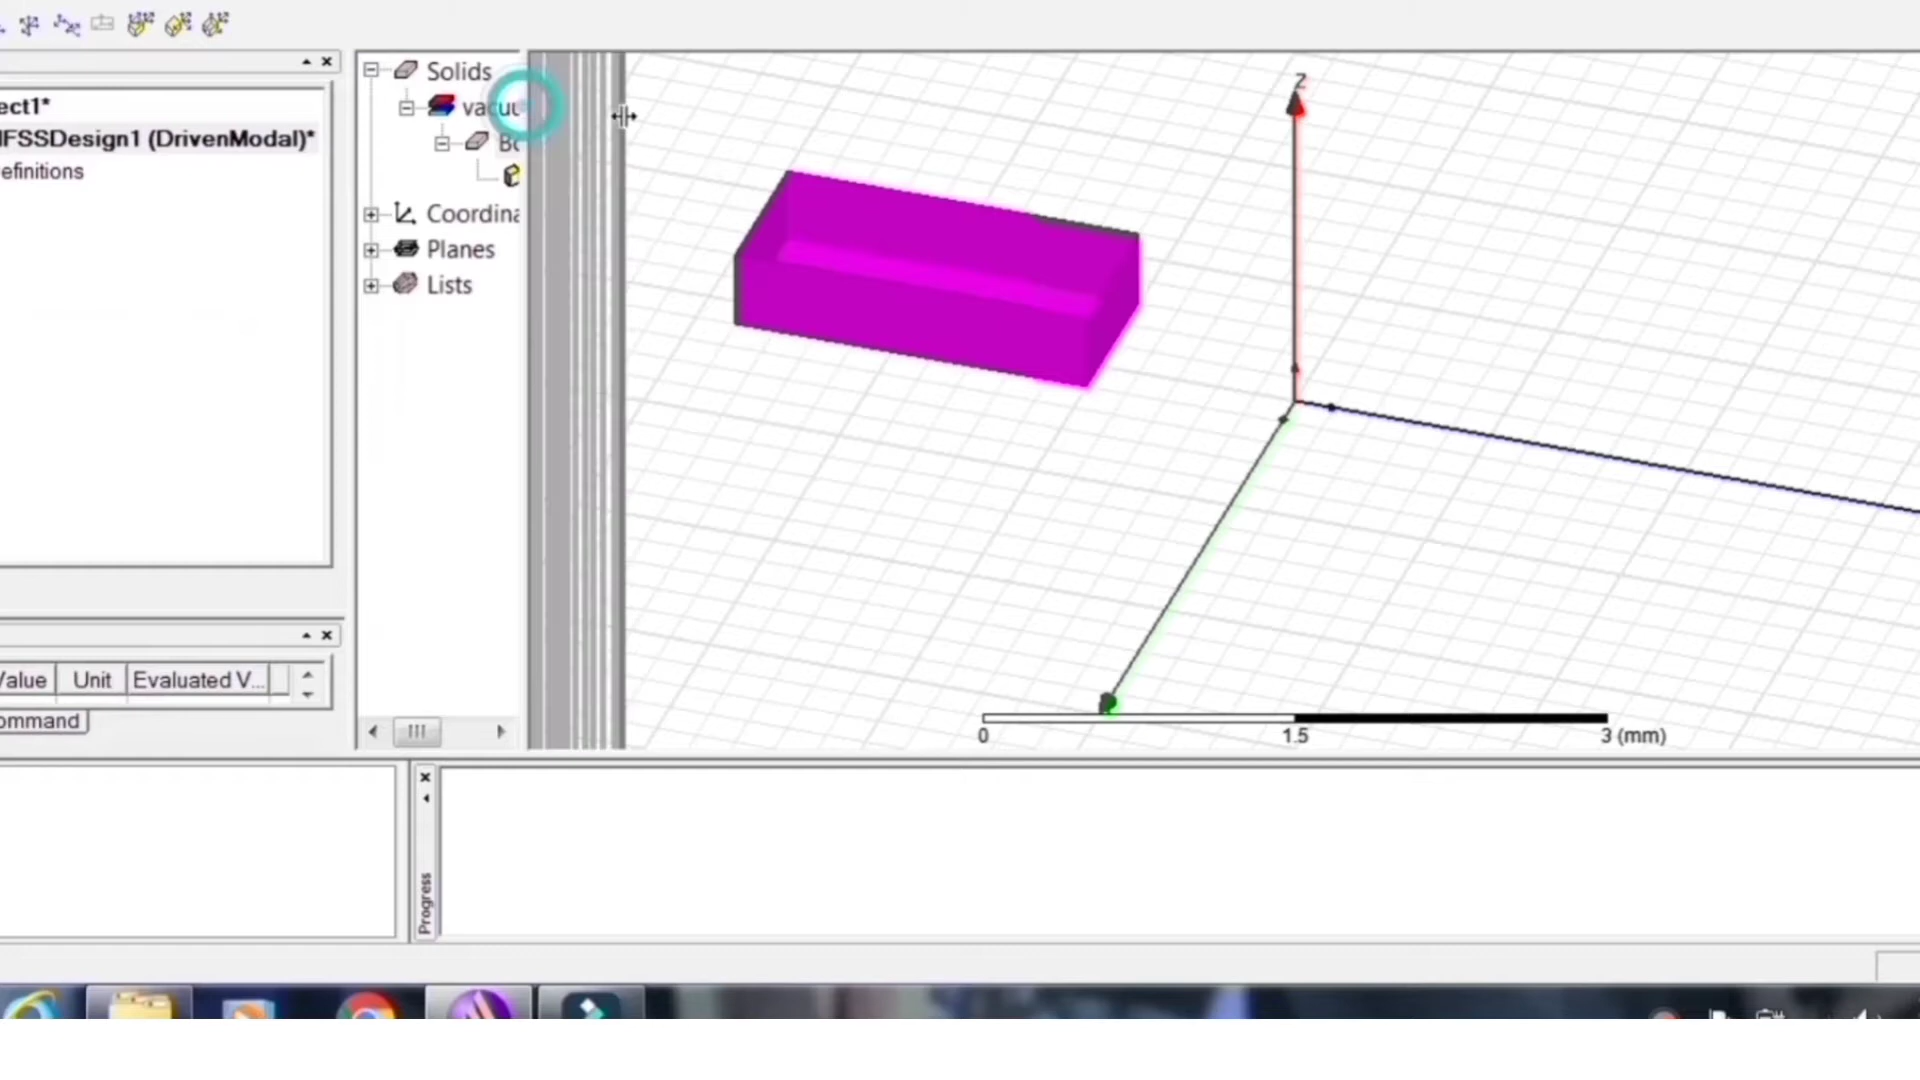 Solids
ect1*
vacuu
IFSSDesign1 (DrivenModal)*
Bo
efinitions
Coordina
Planes
Lists
Z
Value Unit Evaluated V...
ommand
0 1.5 3 (mm)
Progress